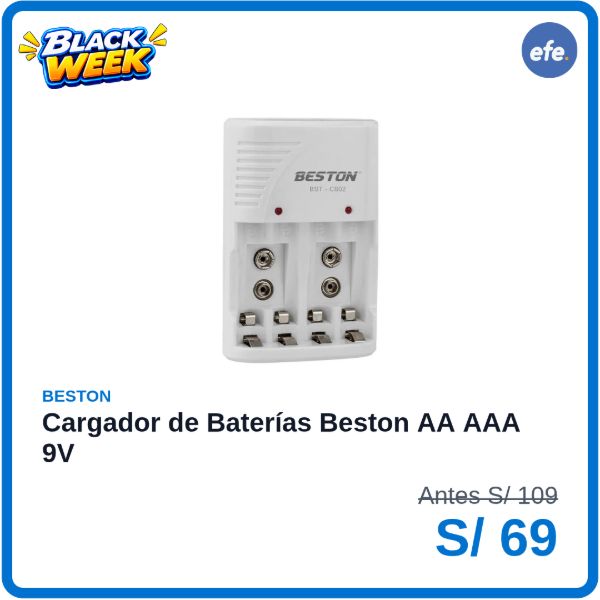 BLACK
WEEK
efe.
BESTON
BST - C802
BESTON
Cargador de Baterías Beston AA AAA
9V
Antes S/ 109
S/ 69